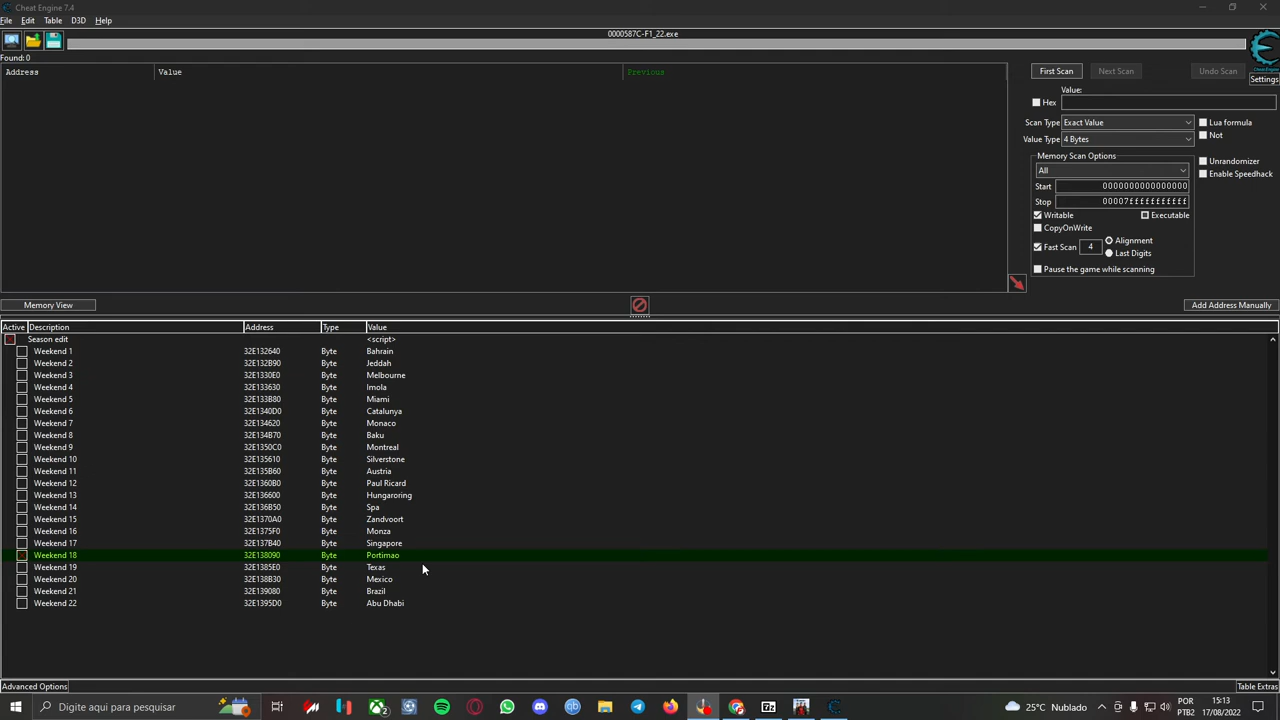 Cheat Engine 7.4
File Edit Table D3D Help
0000587C-F1_22.exe
Found: 0
Address Value Previous
First Scan Next Scan Undo Scan
Cheat Engine
Settings
Value:
Hex
Scan Type Exact Value Lua formula
Not
Value Type 4 Bytes
Memory Scan Options
All
Unrandomizer
Enable Speedhack
Start 0000000000000000
Stop 00007fffffffffff
Writable Executable
CopyOnWrite
Fast Scan 4 Alignment
Last Digits
Pause the game while scanning
Memory View Add Address Manually
Active Description Address Type Value
Season edit <script>
Weekend 1 32E132640 Byte Bahrain
Weekend 2 32E132B90 Byte Jeddah
Weekend 3 32E1330E0 Byte Melbourne
Weekend 4 32E133630 Byte Imola
Weekend 5 32E133B80 Byte Miami
Weekend 6 32E1340D0 Byte Catalunya
Weekend 7 32E134620 Byte Monaco
Weekend 8 32E134B70 Byte Baku
Weekend 9 32E1350C0 Byte Montreal
Weekend 10 32E135610 Byte Silverstone
Weekend 11 32E135B60 Byte Austria
Weekend 12 32E1360B0 Byte Paul Ricard
Weekend 13 32E136600 Byte Hungaroring
Weekend 14 32E136B50 Byte Spa
Weekend 15 32E1370A0 Byte Zandvoort
Weekend 16 32E1375F0 Byte Monza
Weekend 17 32E137B40 Byte Singapore
Weekend 18 32E138090 Byte Portimao
Weekend 19 32E1385E0 Byte Texas
Weekend 20 32E138B30 Byte Mexico
Weekend 21 32E139080 Byte Brazil
Weekend 22 32E1395D0 Byte Abu Dhabi
Advanced Options Table Extras
Digite aqui para pesquisar
2
25°C Nublado
POR
PTB2
15:13
17/08/2022